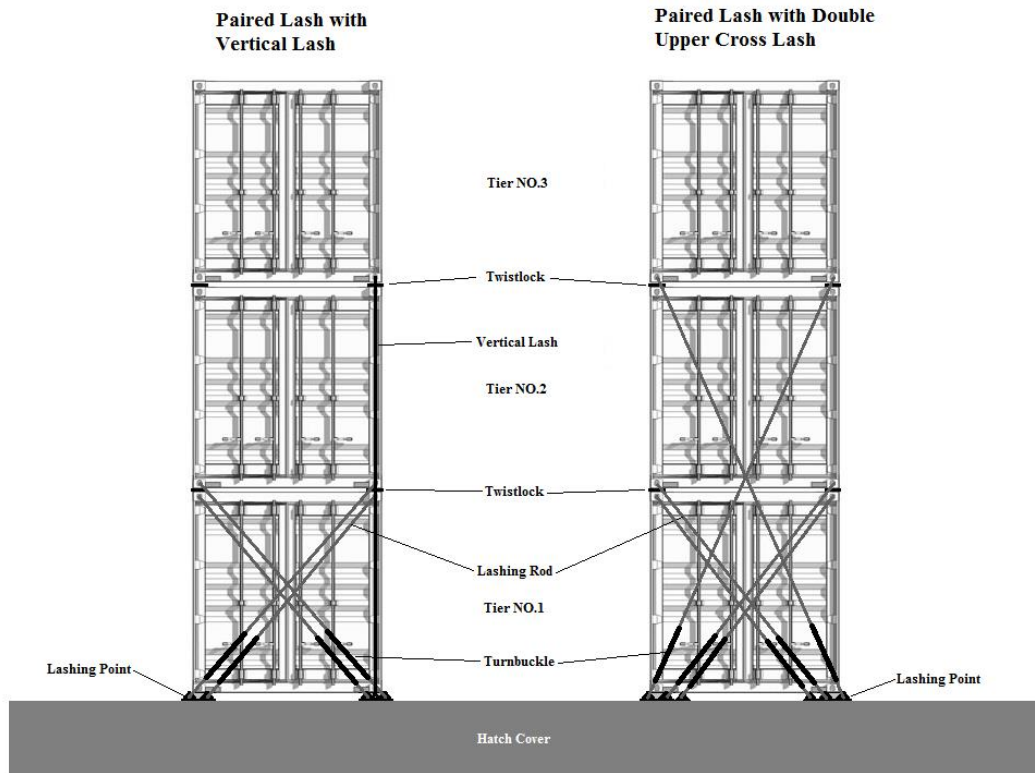 Paired Lash with
Vertical Lash
Paired Lash with Double
Upper Cross Lash
Tier NO.3
Twistlock
Vertical Lash
Tier NO.2
Twistlock
Lashing Rod
Tier NO.1
Turnbuckle
Lashing Point
Lashing Point
Hatch Cover